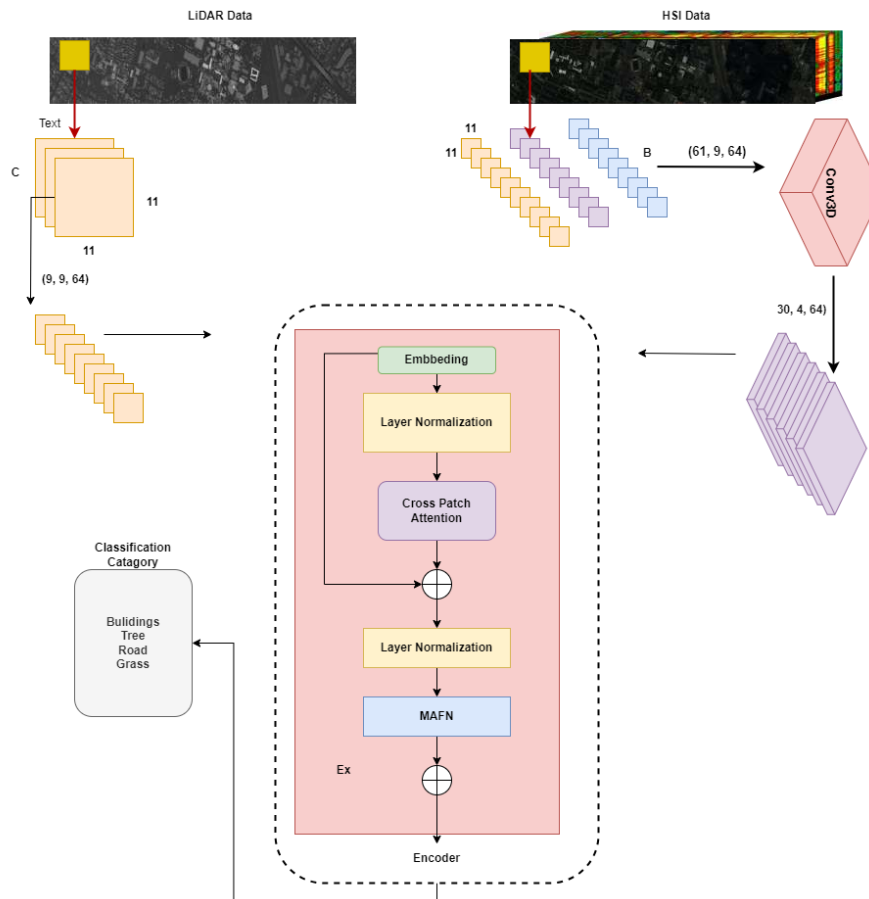 LiDAR Data
HSI Data
Text
C
11
11
(9, 9, 64)
11
11
B
(61, 9, 64)
Conv3D
30, 4, 64)
Embbeding
Layer Normalization
Cross Patch
Attention
Layer Normalization
MAFN
Ex
Encoder
Classification
Catagory
Bulidings
Tree
Road
Grass